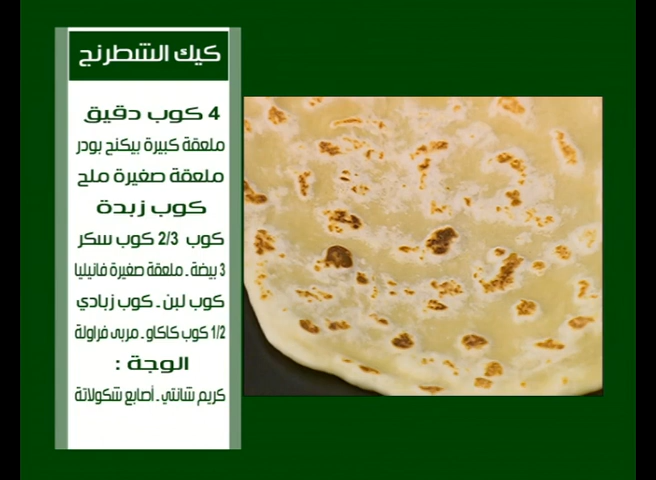 كيك الشطرنج
4 كوب دقيق
ملعقة كبيرة بيكنج بودر
ملعقة صغيرة ملح
كوب زبدة
كوب 2/3 كوب سكر
3 بيضة - ملعقة صغيرة فانيليا
كوب لبن - كوب زبادي
1/2 كوب كاكاو - مربى فراولة
الوجة :
كريم شانتي - أصابع شكولاتة